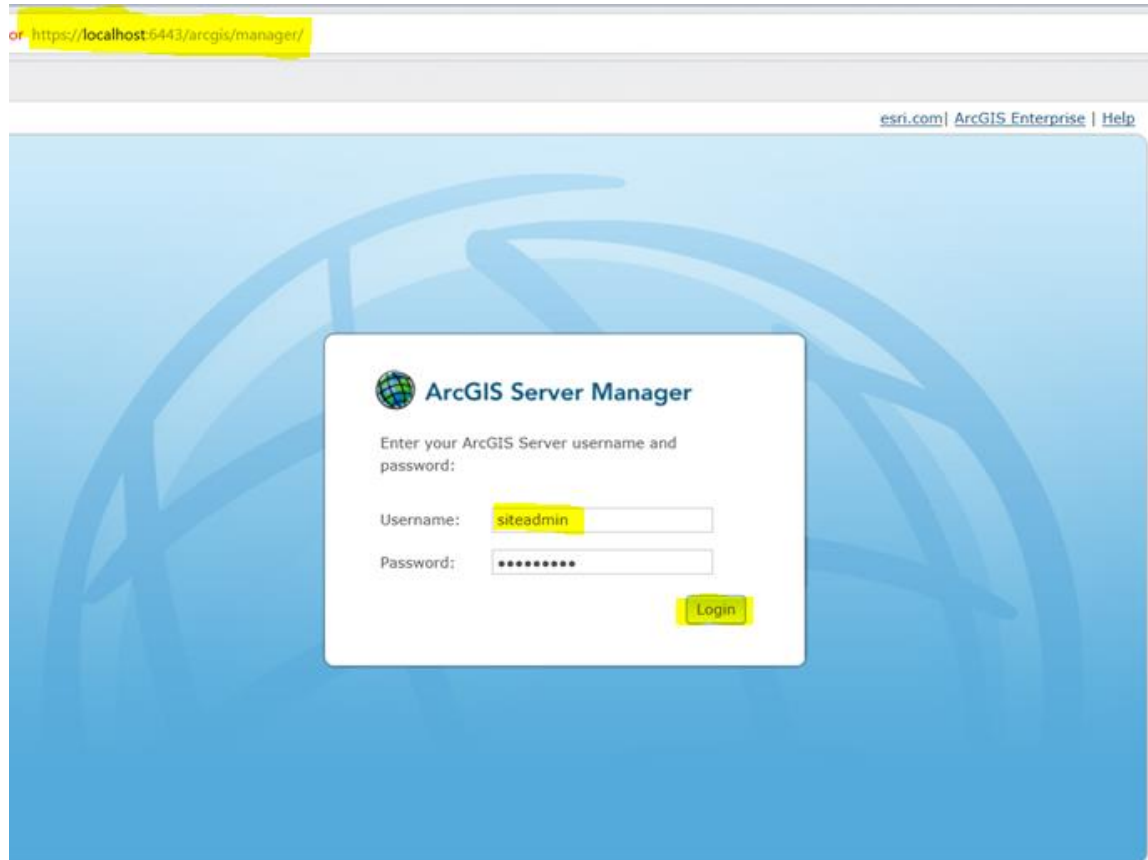 or https://localhost:6443/arcgis/manager/
esri.com| ArcGIS Enterprise | Help
ArcGIS Server Manager
Enter your ArcGIS Server username and
password:
Username: siteadmin
Password: •••••••••
Login